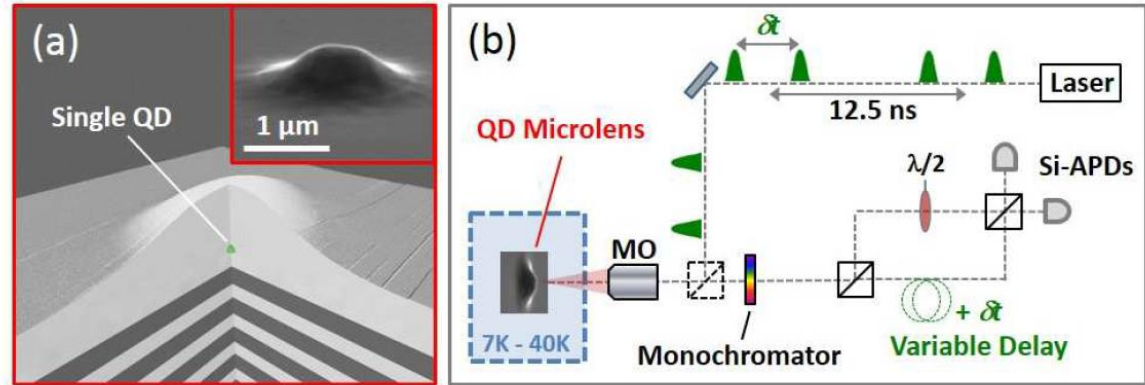 (a)
Single QD
1 μm
(b)
δt
Laser
12.5 ns
QD Microlens
λ/2
Si-APDs
MO
7K - 40K
+ δt
Monochromator
Variable Delay